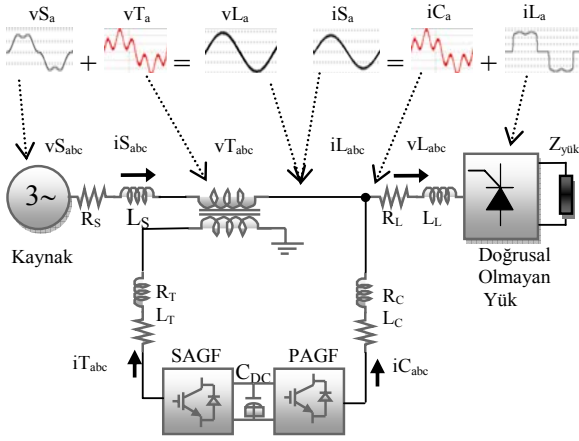 vSa vTa vLa iSa iCa iLa
+ = = +
vSabc iSabc vTabc iLabc vLabc Zyük
3~
RS LS RL LL
Kaynak
Doğrusal
Olmayan
Yük
RT
LT
RC
LC
iTabc SAGF CDC PAGF iCabc